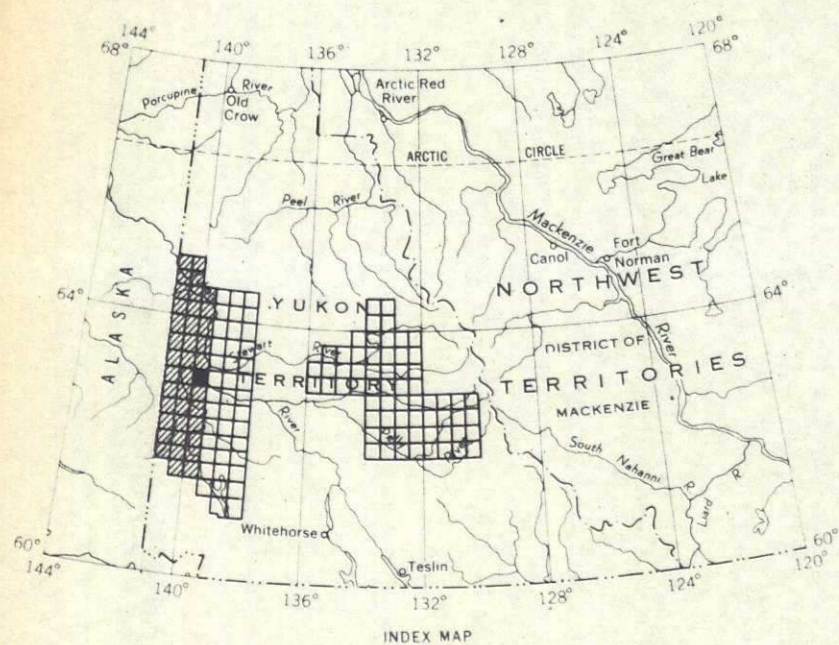 144°
140°
136°
132°
128°
124°
120°
68°
68°
Porcupine River
Old
Crow
Arctic Red
River
ARCTIC CIRCLE
Great Bear
Lake
Peel River
Mackenzie
River
Canol
Fort
Norman
NORTHWEST
64°
64°
ALASKA
YUKON
Stewart River
DISTRICT OF
TERRITORY
TERRITORIES
MACKENZIE
River
Pelly River
South Nahanni R
Liard R
Whitehorse
Teslin
60°
144°
140°
136°
132°
128°
124°
60°
120°
INDEX MAP